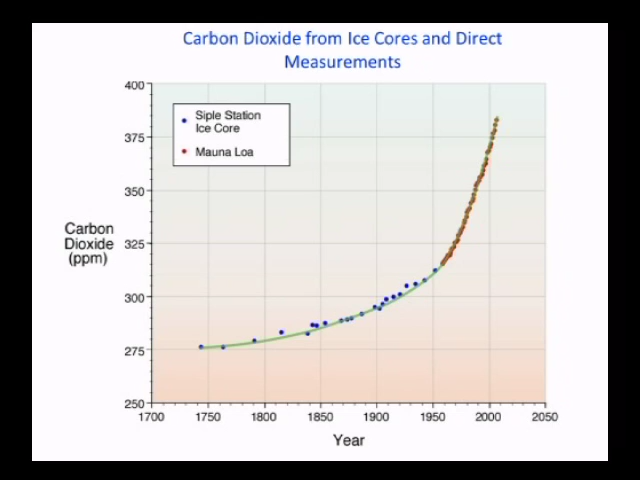 Carbon Dioxide from Ice Cores and Direct
Measurements
400
Siple Station
Ice Core
Mauna Loa
375
350
Carbon
Dioxide
(ppm)
325
300
275
250
1700 1750 1800 1850 1900 1950 2000 2050
Year